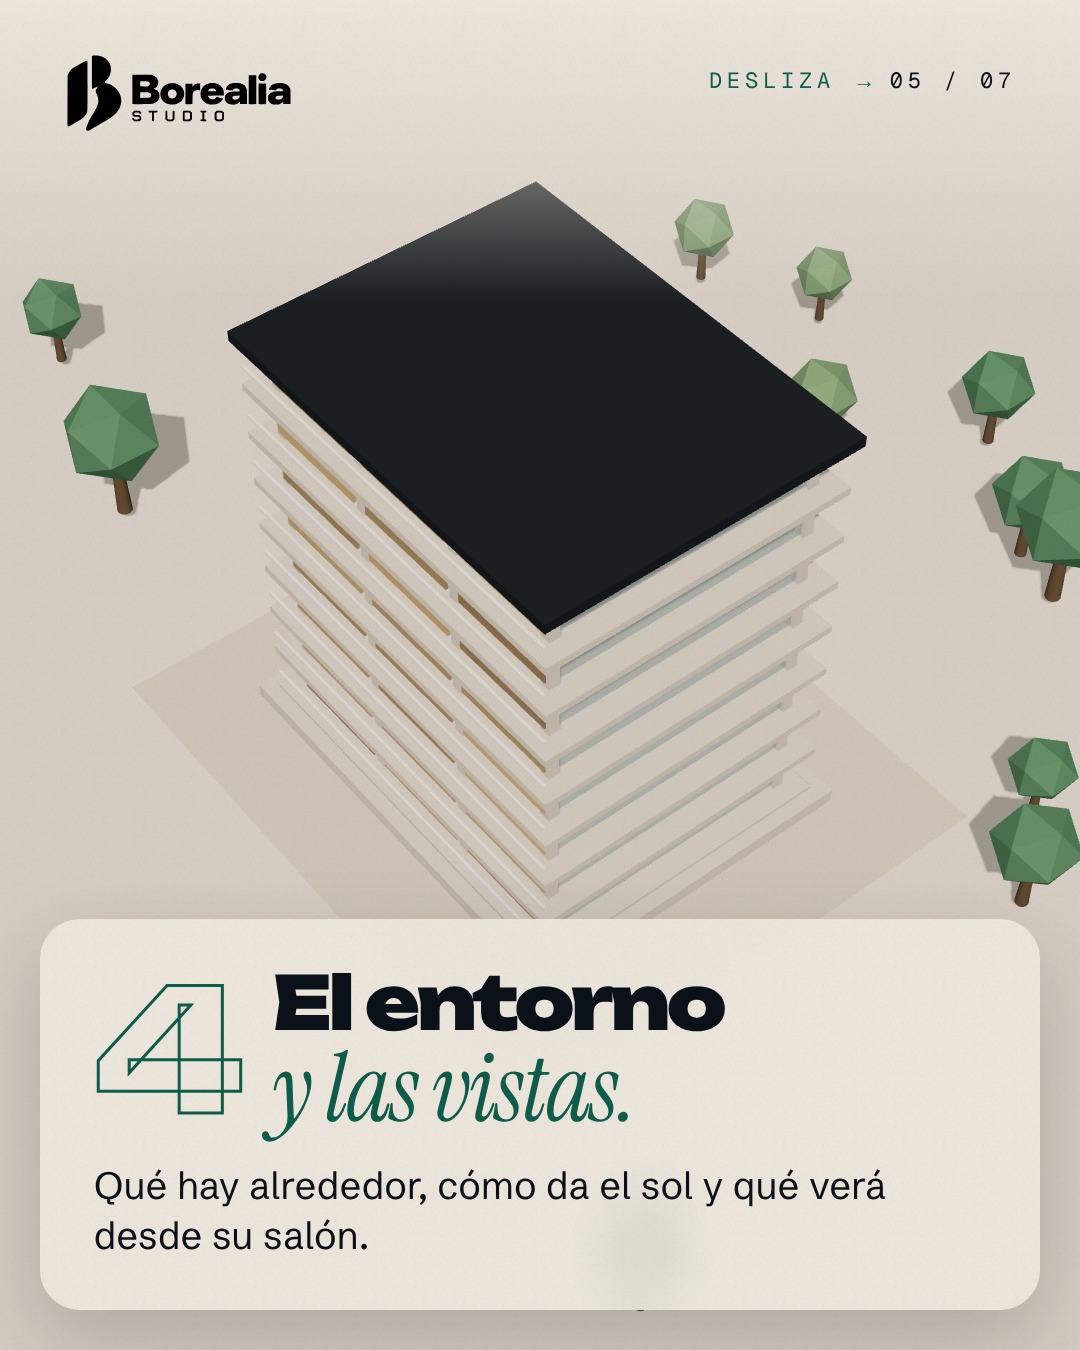 Borealia
STUDIO
DESLIZA → 05 / 07
4
El entorno
y las vistas.
Qué hay alrededor, cómo da el sol y qué verá
desde su salón.